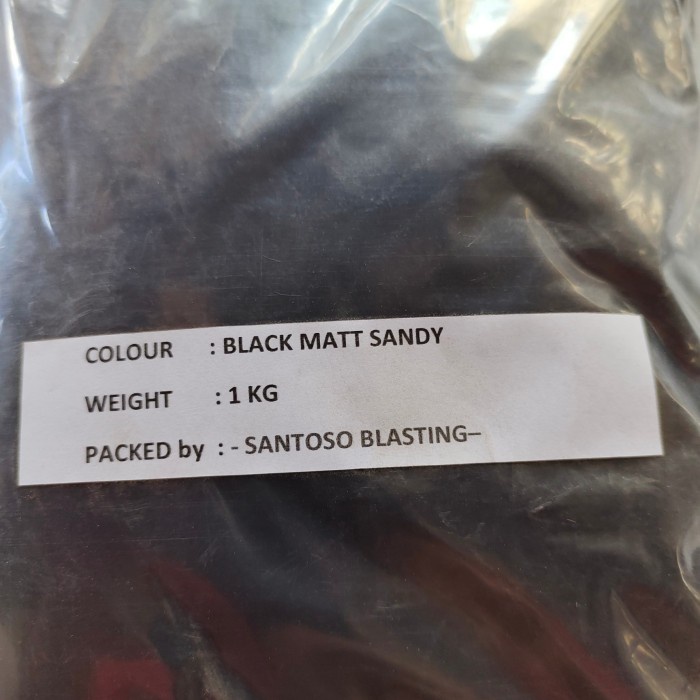 COLOUR : BLACK MATT SANDY
WEIGHT : 1 KG
PACKED by : - SANTOSO BLASTING–